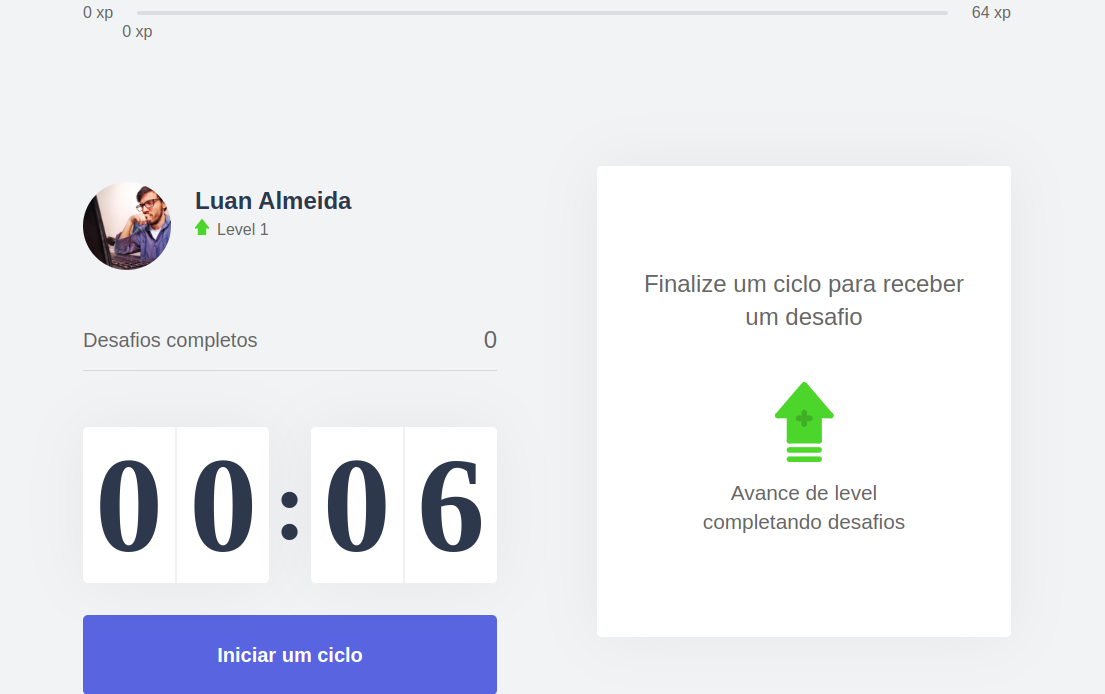 0 xp
64 xp
0 xp
Luan Almeida
Level 1
Desafios completos
0
00:06
Iniciar um ciclo
Finalize um ciclo para receber
um desafio
Avance de level
completando desafios